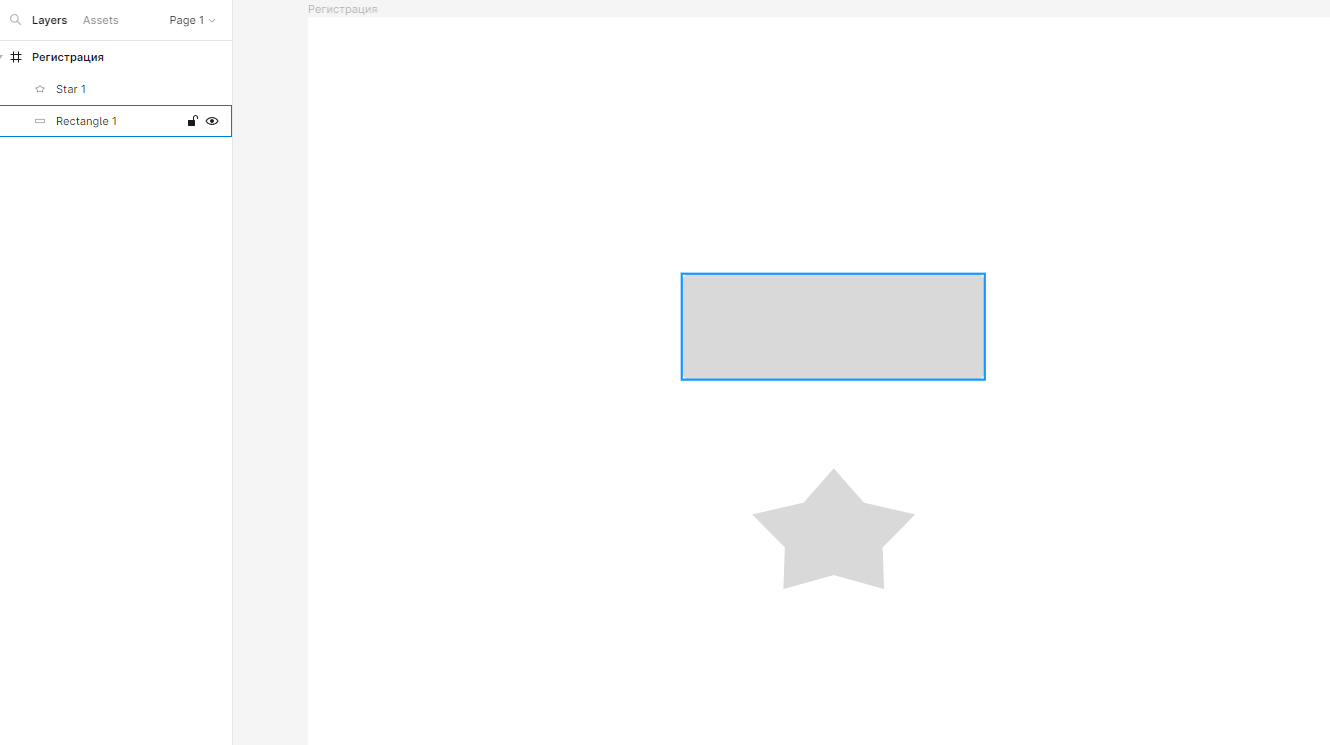 Layers Assets Page 1
Регистрация
Регистрация
Star 1
Rectangle 1